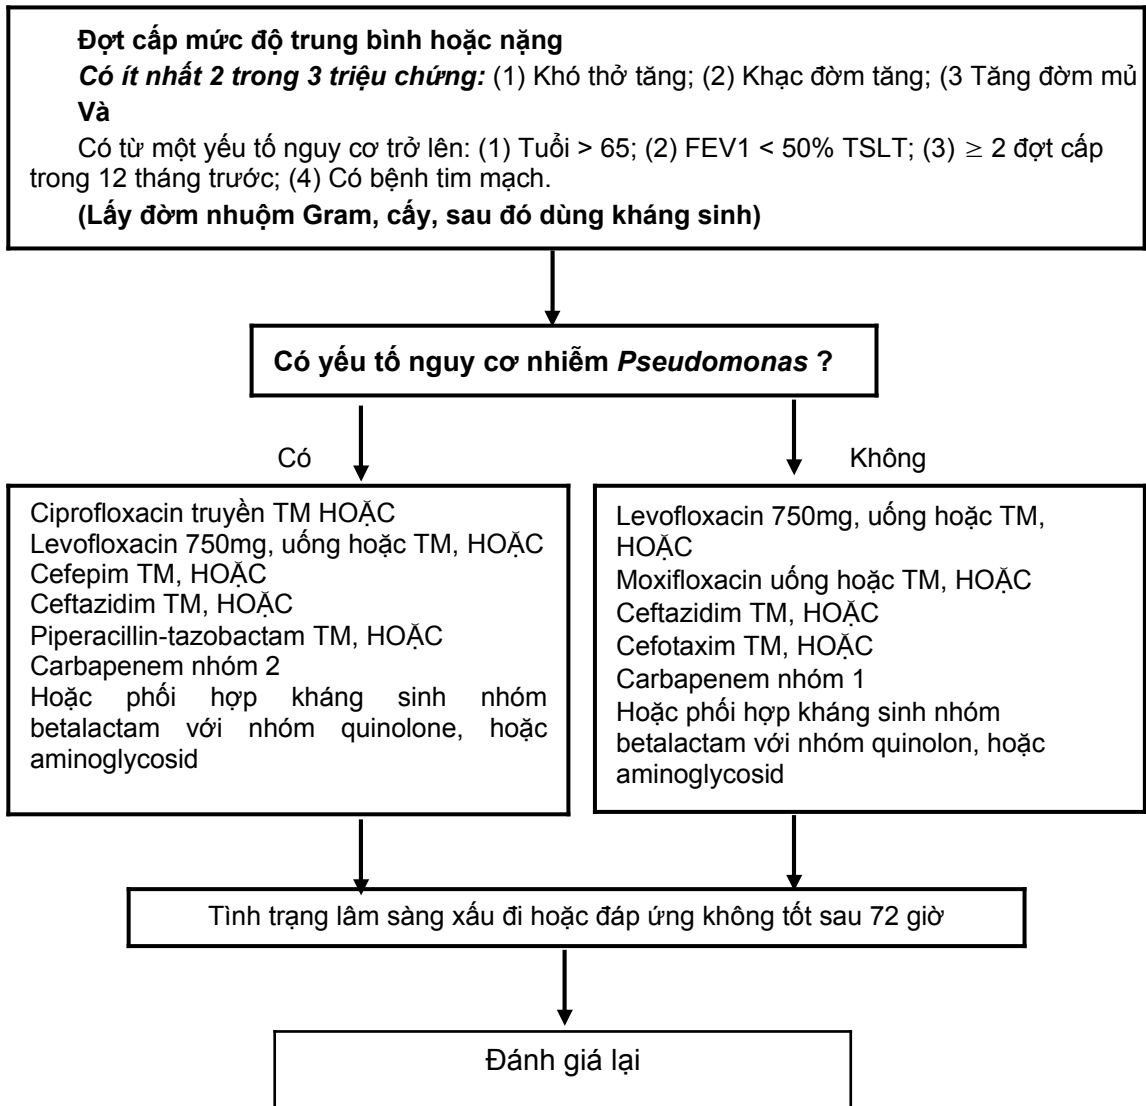 Đợt cấp mức độ trung bình hoặc nặng
Có ít nhất 2 trong 3 triệu chứng: (1) Khó thở tăng; (2) Khạc đờm tăng; (3 Tăng đờm mủ
Và
Có từ một yếu tố nguy cơ trở lên: (1) Tuổi > 65; (2) FEV1 < 50% TSLT; (3) ≥ 2 đợt cấp
trong 12 tháng trước; (4) Có bệnh tim mạch.
(Lấy đờm nhuộm Gram, cấy, sau đó dùng kháng sinh)
Có yếu tố nguy cơ nhiễm Pseudomonas ?
Có
Không
Ciprofloxacin truyền TM HOẶC
Levofloxacin 750mg, uống hoặc TM, HOẶC
Cefepim TM, HOẶC
Ceftazidim TM, HOẶC
Piperacillin-tazobactam TM, HOẶC
Carbapenem nhóm 2
Hoặc phối hợp kháng sinh nhóm
betalactam với nhóm quinolone, hoặc
aminoglycosid
Levofloxacin 750mg, uống hoặc TM,
HOẶC
Moxifloxacin uống hoặc TM, HOẶC
Ceftazidim TM, HOẶC
Cefotaxim TM, HOẶC
Carbapenem nhóm 1
Hoặc phối hợp kháng sinh nhóm
betalactam với nhóm quinolon, hoặc
aminoglycosid
Tình trạng lâm sàng xấu đi hoặc đáp ứng không tốt sau 72 giờ
Đánh giá lại